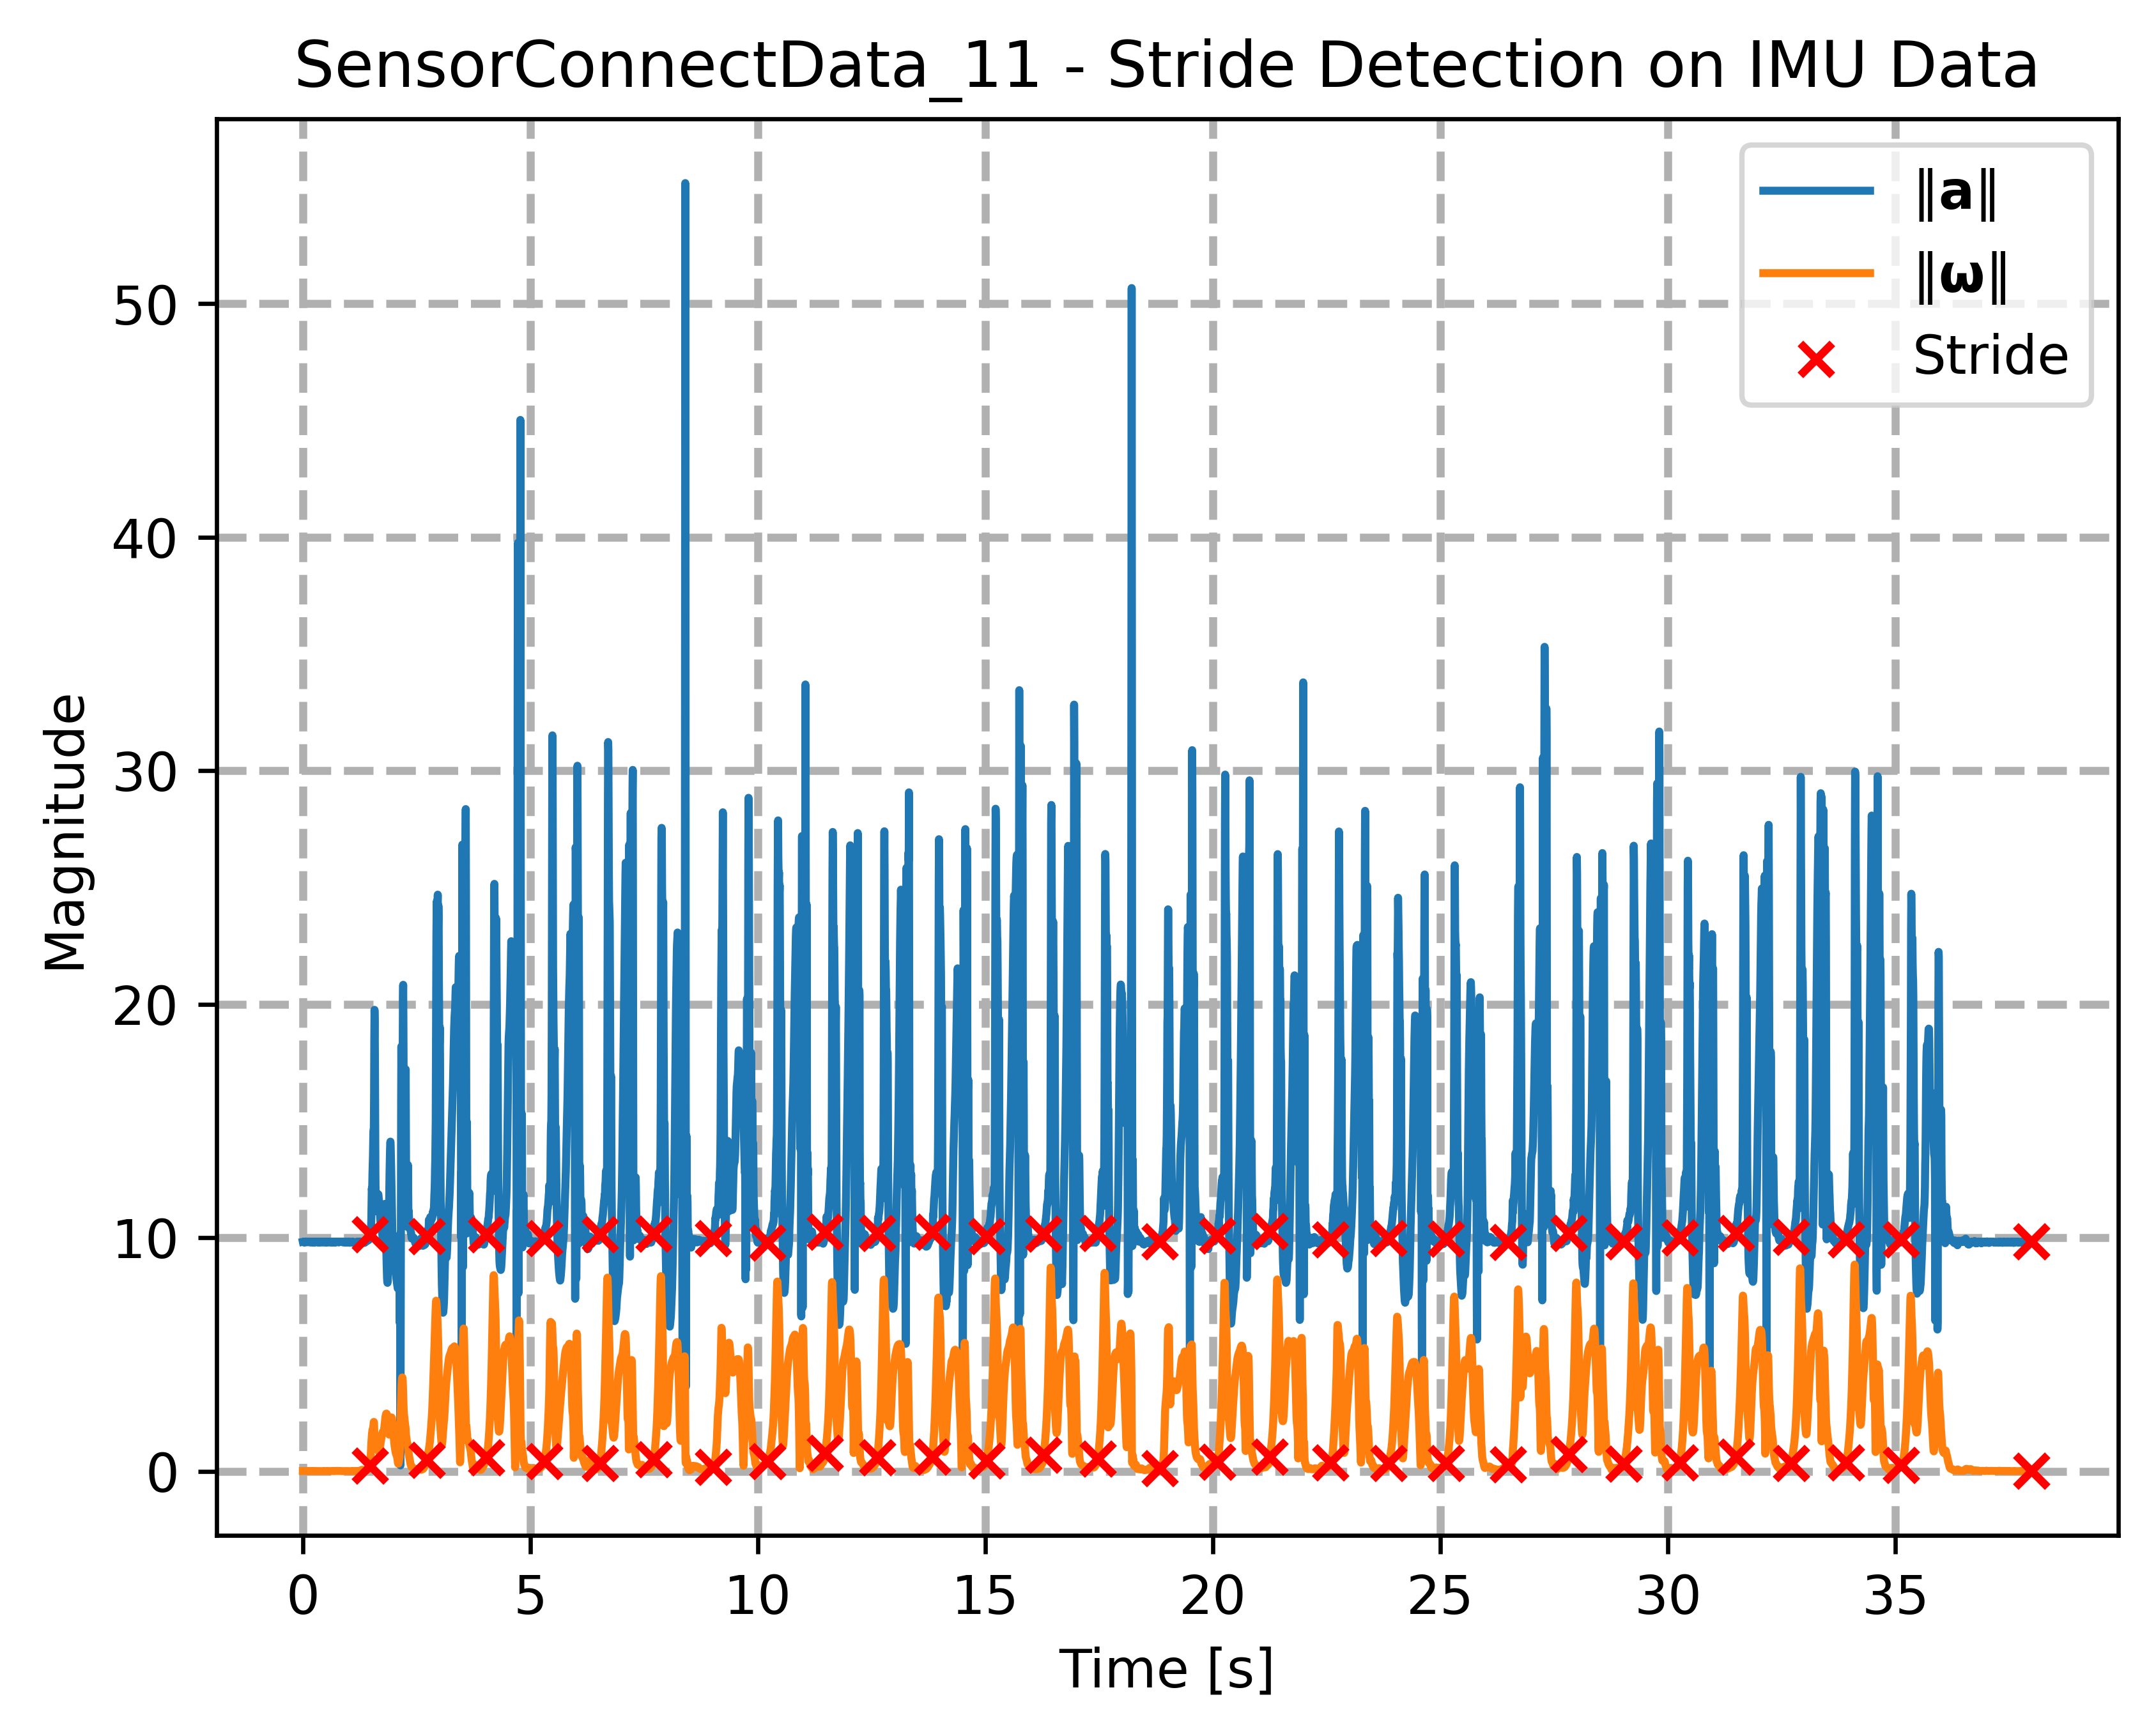 SensorConnectData_11 - Stride Detection on IMU Data
‖a‖
‖ω‖
Stride
Magnitude
50
40
30
20
10
0
0 5 10 15 20 25 30 35
Time [s]